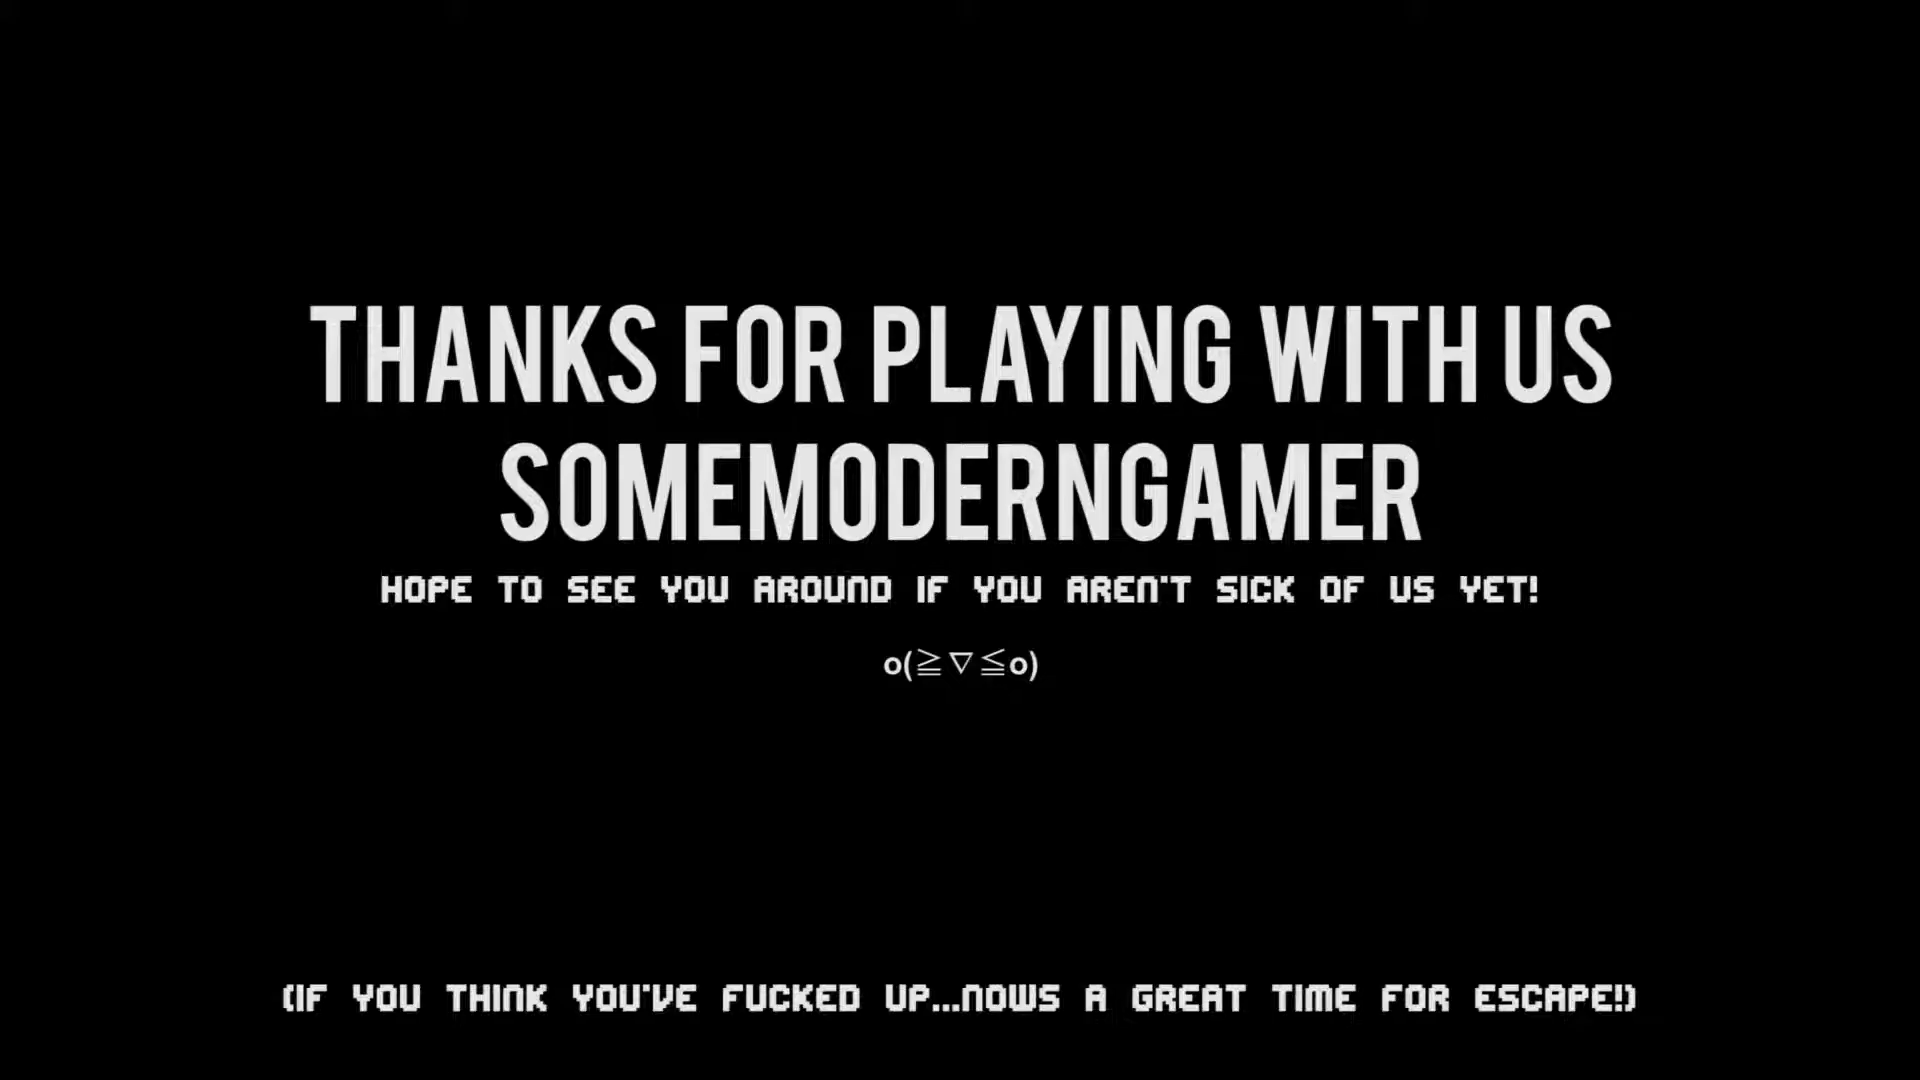 THANKS FOR PLAYING WITH US
SOMEMODERNGAMER
HOPE TO SEE YOU AROUND IF YOU AREN'T SICK OF US YET!
o(≧▽≦o)
(IF YOU THINK YOU'VE FUCKED UP...NOWS A GREAT TIME FOR ESCAPE!)